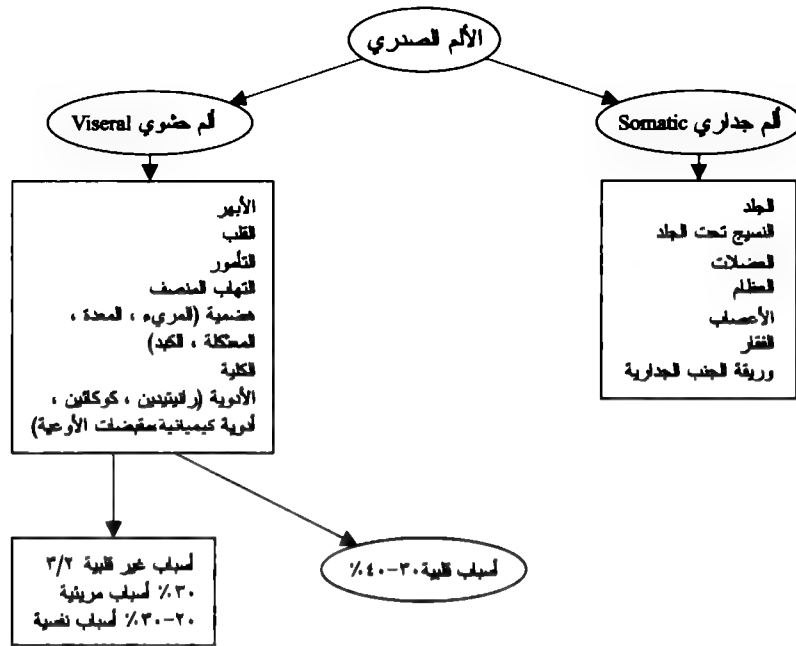 الألم الصدري
ألم جداري Somatic
ألم حشوي Viseral
الجلد
النسيج تحت الجلد
العضلات
العظام
الأعصاب
الفقار
وريقة الجنب الجدارية
الأبهر
القلب
التأمور
التهاب المنصف
هضمية (المريء ، المعدة ،
المعثكلة ، الكبد)
الكلية
الأدوية (رانيتيدين ، كوكائين ،
أدوية كيميائية مقبضات الأوعية)
أسباب قلبية ٣٠-٤٠٪
أسباب غير قلبية ٣/٢
٣٠٪ أسباب مريئية
٢٠-٣٠٪ أسباب نفسية